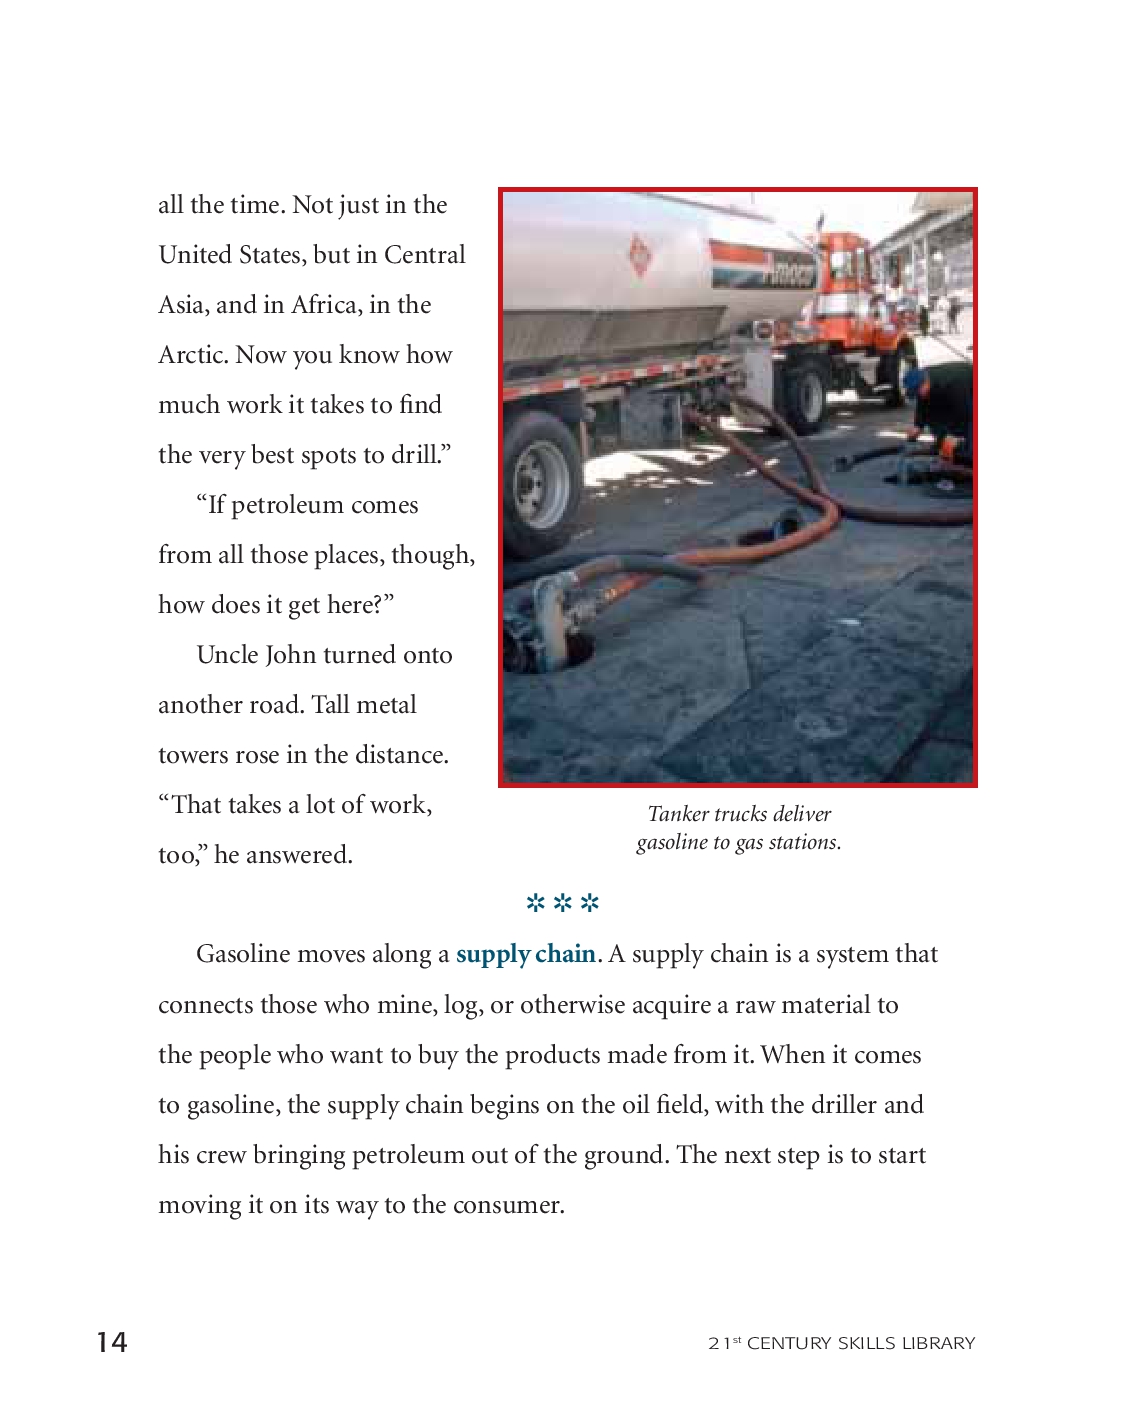 all the time. Not just in the
United States, but in Central
Asia, and in Africa, in the
Arctic. Now you know how
much work it takes to find
the very best spots to drill.”
“If petroleum comes
from all those places, though,
how does it get here?”
Uncle John turned onto
another road. Tall metal
towers rose in the distance.
“That takes a lot of work,
too,” he answered.
Amoco
Tanker trucks deliver
gasoline to gas stations.
✲ ✲ ✲
Gasoline moves along a supply chain. A supply chain is a system that
connects those who mine, log, or otherwise acquire a raw material to
the people who want to buy the products made from it. When it comes
to gasoline, the supply chain begins on the oil field, with the driller and
his crew bringing petroleum out of the ground. The next step is to start
moving it on its way to the consumer.
14
21st CENTURY SKILLS LIBRARY